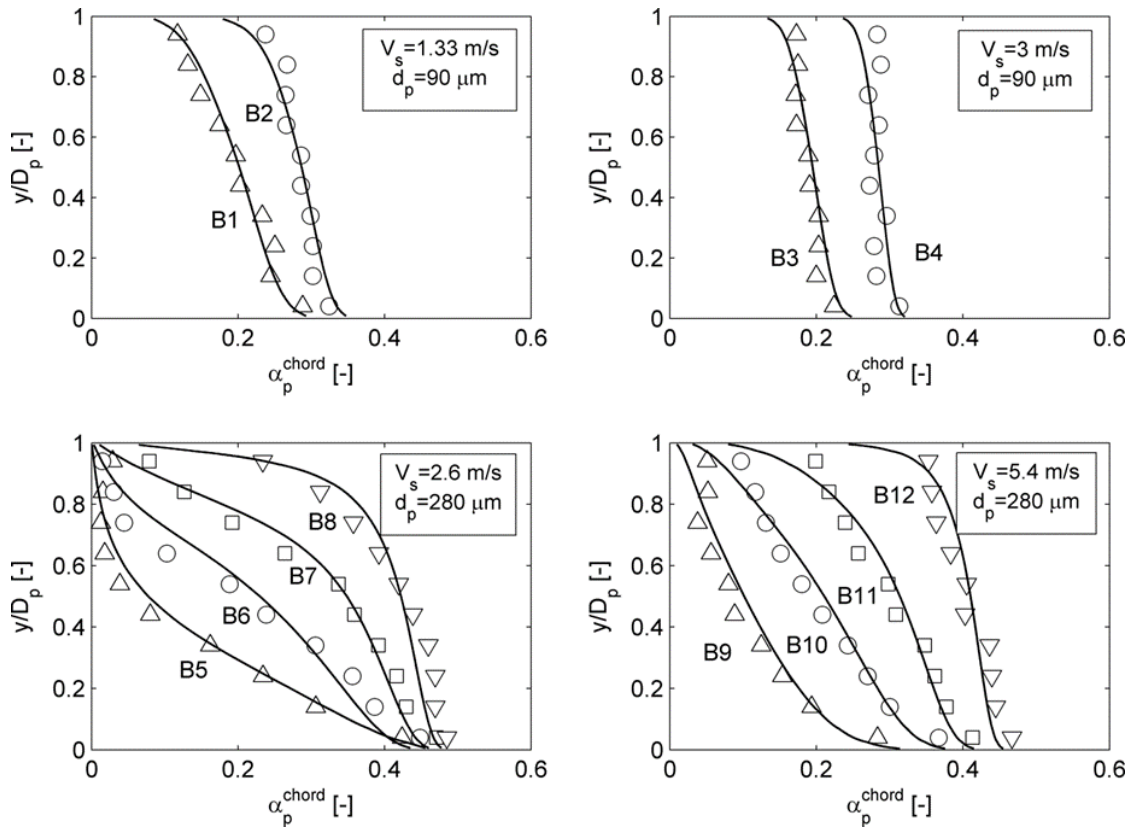 V_s=1.33 m/s
d_p=90 μm
B2
B1
y/D_p [-]
1
0.8
0.6
0.4
0.2
0
0
0.2
0.4
0.6
α_p^chord [-]
V_s=3 m/s
d_p=90 μm
B3
B4
y/D_p [-]
1
0.8
0.6
0.4
0.2
0
0
0.2
0.4
0.6
α_p^chord [-]
V_s=2.6 m/s
d_p=280 μm
B8
B7
B6
B5
y/D_p [-]
1
0.8
0.6
0.4
0.2
0
0
0.2
0.4
0.6
α_p^chord [-]
V_s=5.4 m/s
d_p=280 μm
B12
B11
B10
B9
y/D_p [-]
1
0.8
0.6
0.4
0.2
0
0
0.2
0.4
0.6
α_p^chord [-]